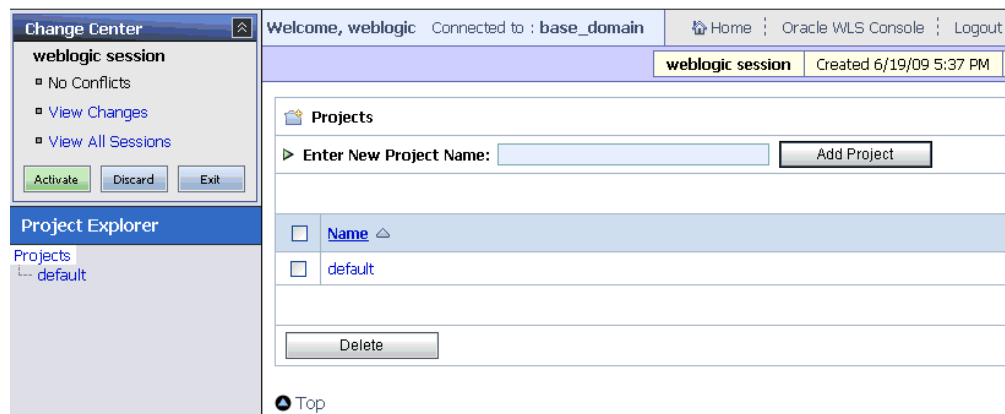 Change Center
weblogic session
No Conflicts
View Changes
View All Sessions
Activate Discard Exit
Project Explorer
Projects
default
Welcome, weblogic Connected to : base_domain Home Oracle WLS Console Logout
weblogic session Created 6/19/09 5:37 PM
Projects
Enter New Project Name: Add Project
Name
default
Delete
Top